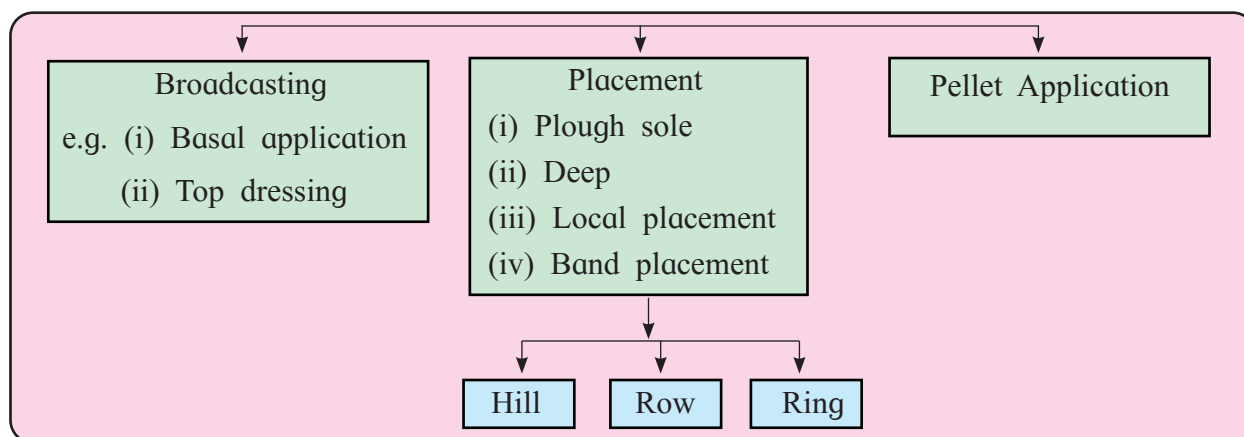 Broadcasting
e.g. (i) Basal application
(ii) Top dressing
Placement
(i) Plough sole
(ii) Deep
(iii) Local placement
(iv) Band placement
Pellet Application
Hill
Row
Ring